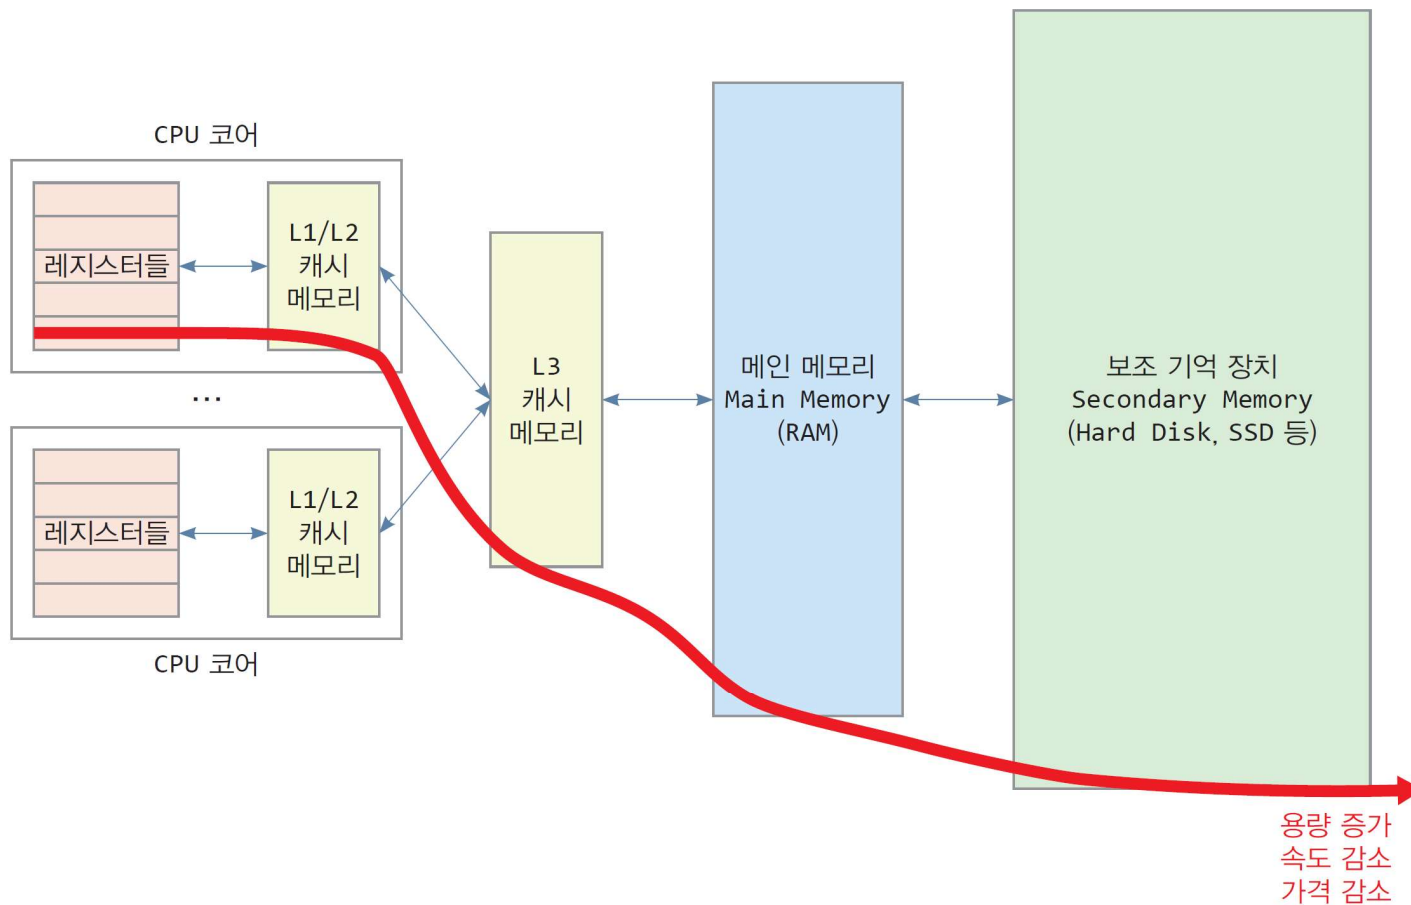 CPU 코어
레지스터들
L1/L2
캐시
메모리
...
레지스터들
L1/L2
캐시
메모리
CPU 코어
L3
캐시
메모리
메인 메모리
Main Memory
(RAM)
보조 기억 장치
Secondary Memory
(Hard Disk, SSD 등)
용량 증가
속도 감소
가격 감소